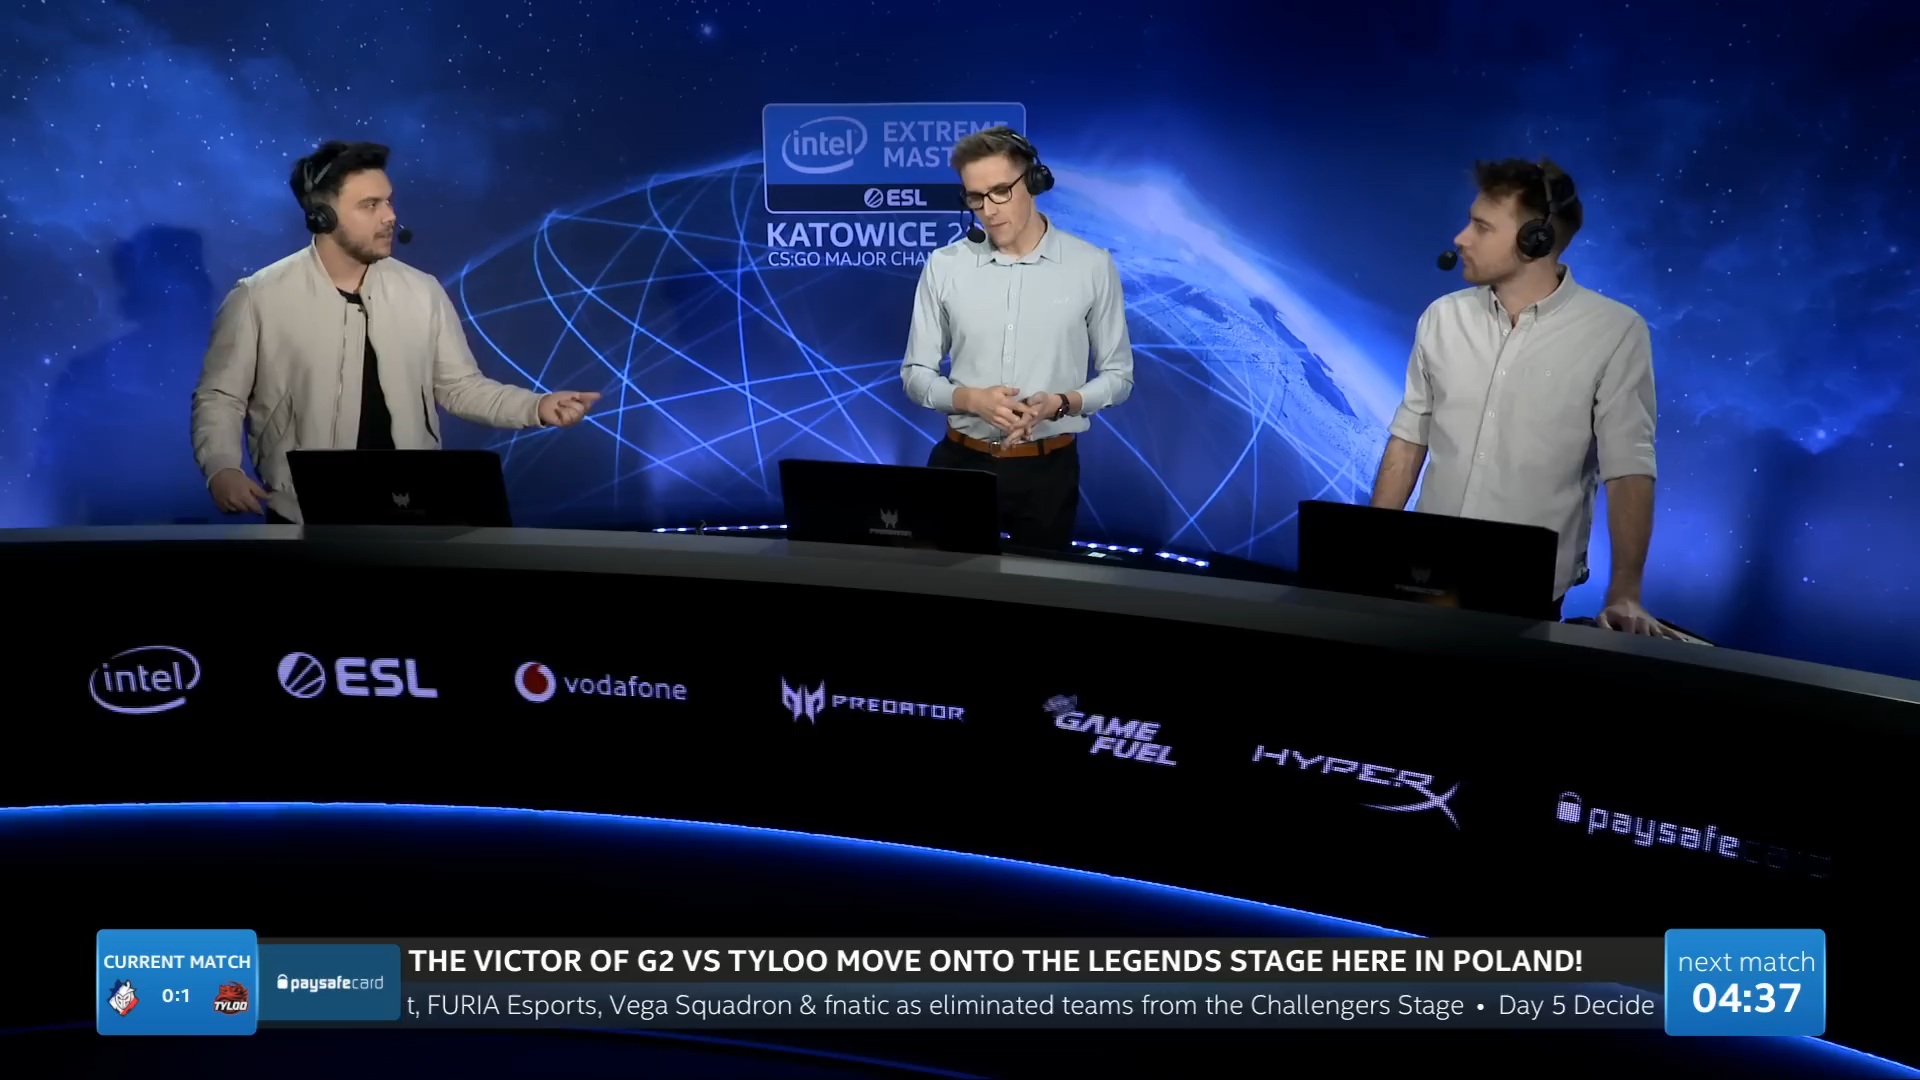 intel
EXTREME
MAST
ESL
KATOWICE 2
CS:GO MAJOR CHA
PREDATOR
intel
ESL
vodafone
PREDATOR
GAME
FUEL
HYPERX
paysafecard
CURRENT MATCH
0:1
TYLOO
paysafecard
THE VICTOR OF G2 VS TYLOO MOVE ONTO THE LEGENDS STAGE HERE IN POLAND!
t, FURIA Esports, Vega Squadron & fnatic as eliminated teams from the Challengers Stage • Day 5 Decide
next match
04:37